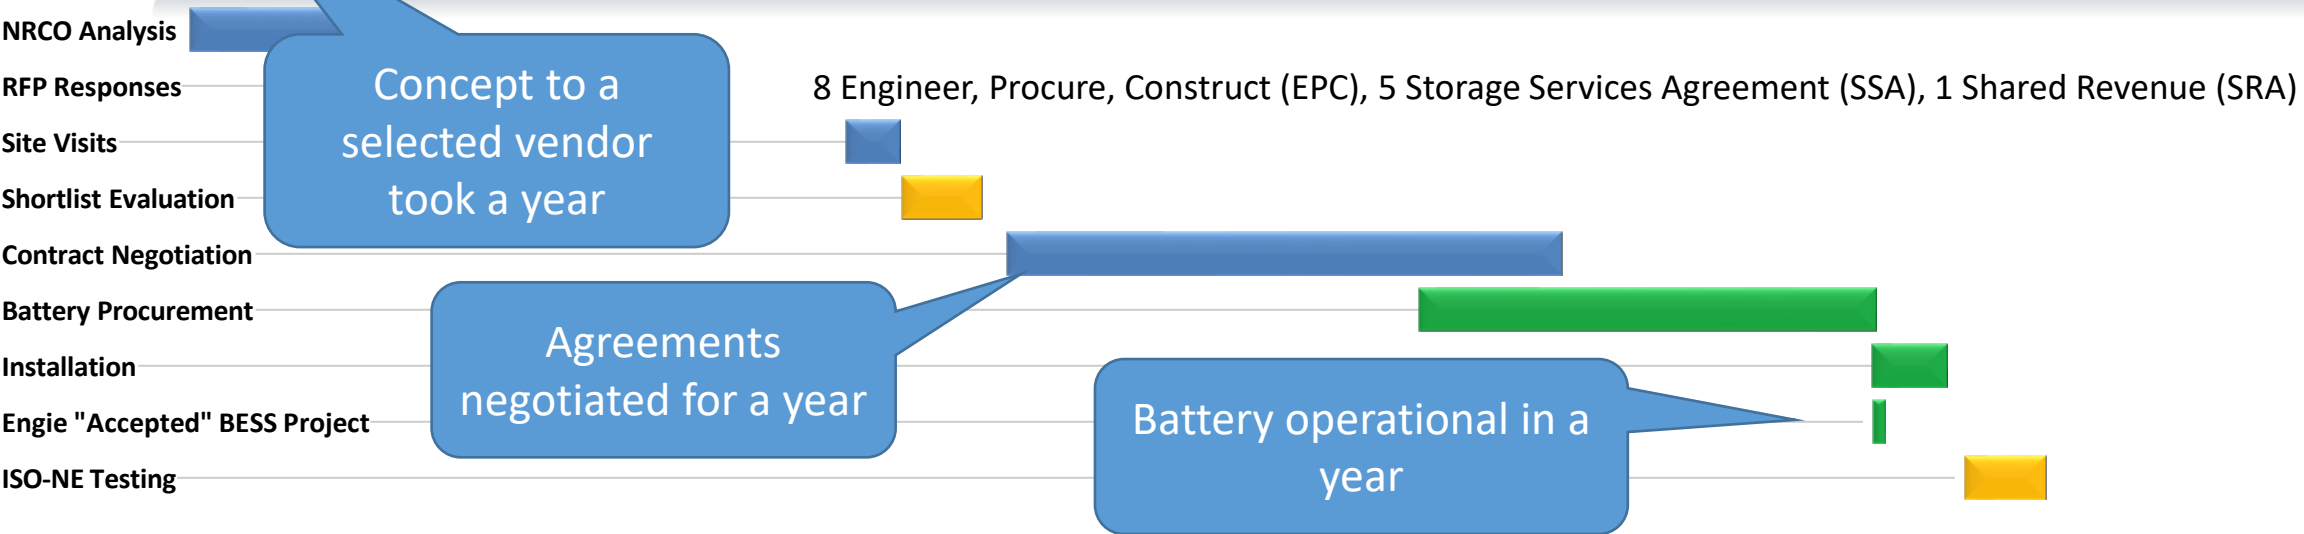 NRCO Analysis
RFP Responses
8 Engineer, Procure, Construct (EPC), 5 Storage Services Agreement (SSA), 1 Shared Revenue (SRA)
Site Visits
Shortlist Evaluation
Contract Negotiation
Battery Procurement
Installation
Engie "Accepted" BESS Project
ISO-NE Testing
Concept to a
selected vendor
took a year
Agreements
negotiated for a year
Battery operational in a
year